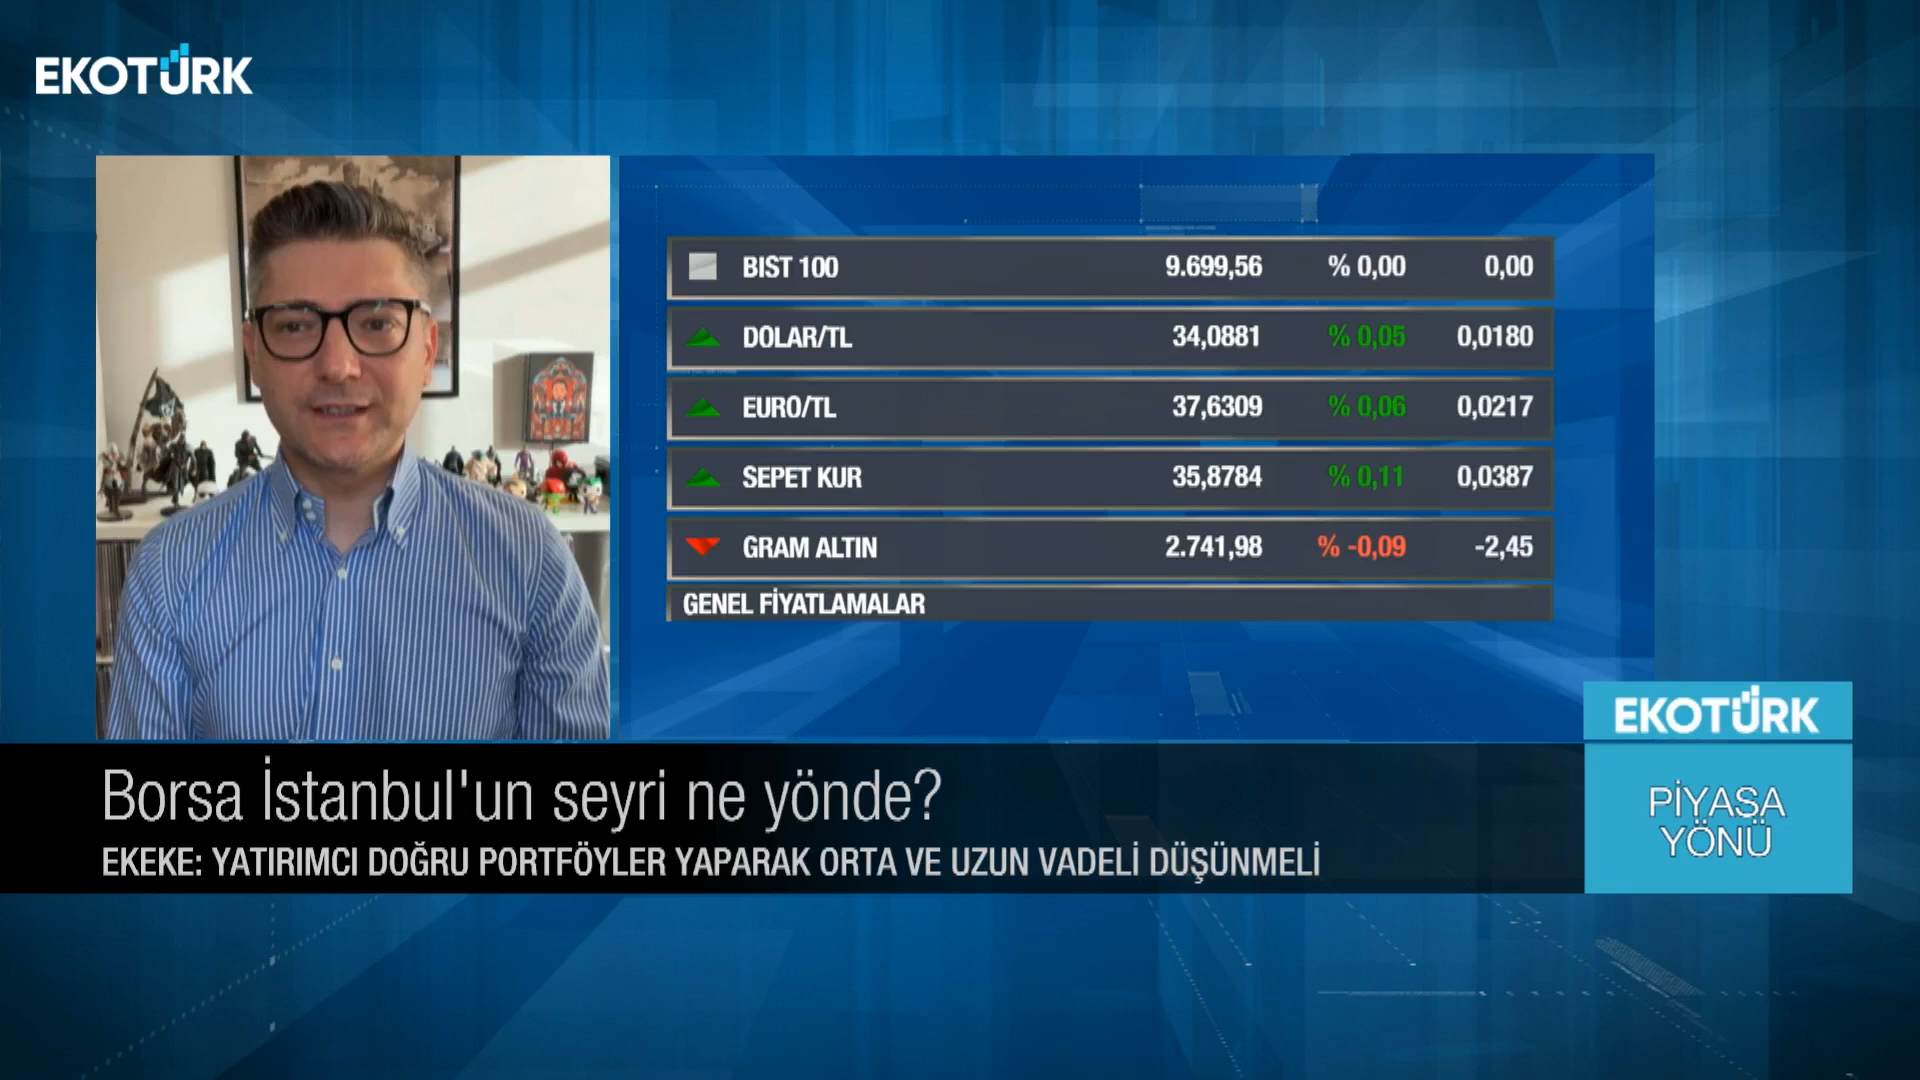 EKOTÜRK
BIST 100 9.699,56 % 0,00 0,00
DOLAR/TL 34,0881 % 0,05 0,0180
EURO/TL 37,6309 % 0,06 0,0217
SEPET KUR 35,8784 % 0,11 0,0387
GRAM ALTIN 2.741,98 % -0,09 -2,45
GENEL FİYATLAMALAR
EKOTÜRK
PİYASA
YÖNÜ
Borsa İstanbul'un seyri ne yönde?
EKEKE: YATIRIMCI DOĞRU PORTFÖYLER YAPARAK ORTA VE UZUN VADELİ DÜŞÜNMELİ